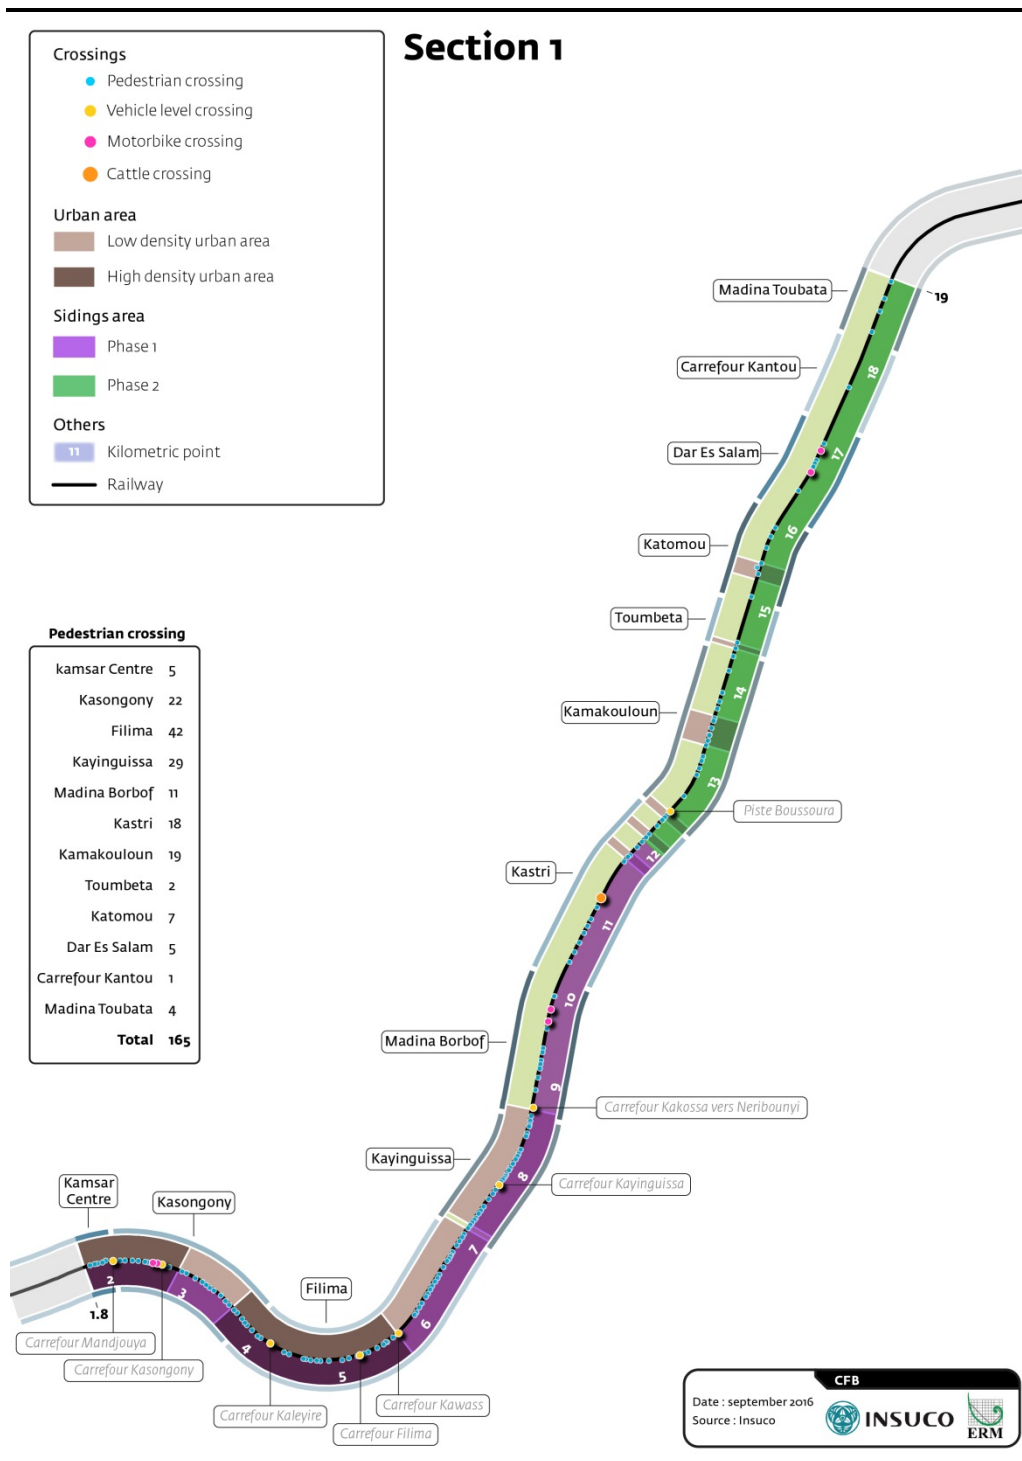 Section 1
Crossings
Pedestrian crossing
Vehicle level crossing
Motorbike crossing
Cattle crossing
Urban area
Low density urban area
High density urban area
Sidings area
Phase 1
Phase 2
Others
11 Kilometric point
Railway
Madina Toubata
19
Carrefour Kantou
18
Dar Es Salam
17
16
Katomou
15
Toumbeta
14
Kamakouloun
13
Piste Boussoura
12
Kastri
11
10
Madina Borbof
9
Carrefour Kakossa vers Neribounyi
Kayinguissa
8
Carrefour Kayinguissa
7
Kamsar
Centre
Kasongony
Filima
2
3
4
5
6
1.8
Carrefour Mandjouya
Carrefour Kasongony
Carrefour Kaleyire
Carrefour Filima
Carrefour Kawass
Pedestrian crossing
kamsar Centre 5
Kasongony 22
Filima 42
Kayinguissa 29
Madina Borbof 11
Kastri 18
Kamakouloun 19
Toumbeta 2
Katomou 7
Dar Es Salam 5
Carrefour Kantou 1
Madina Toubata 4
Total 165
CFB
Date : september 2016
Source : Insuco
INSUCO
ERM